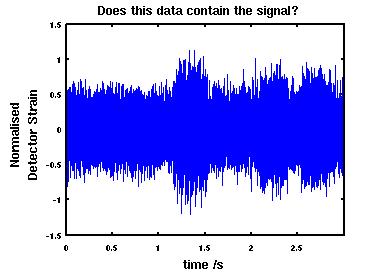 Does this data contain the signal?
1.5
1
0.5
0
-0.5
-1
-1.5
Normalised
Detector Strain
0 0.5 1 1.5 2 2.5
time /s